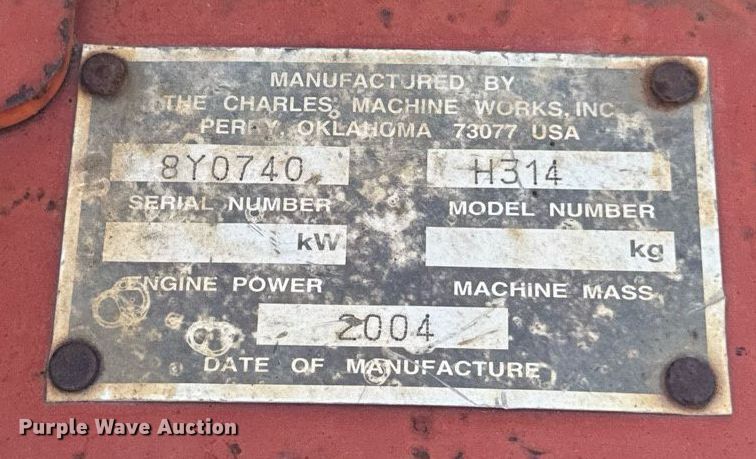 MANUFACTURED BY
THE CHARLES MACHINE WORKS, INC.
PERRY, OKLAHOMA 73077 USA
8Y0740 H314
SERIAL NUMBER MODEL NUMBER
kW kg
ENGINE POWER MACHINE MASS
2004
DATE OF MANUFACTURE
Purple Wave Auction